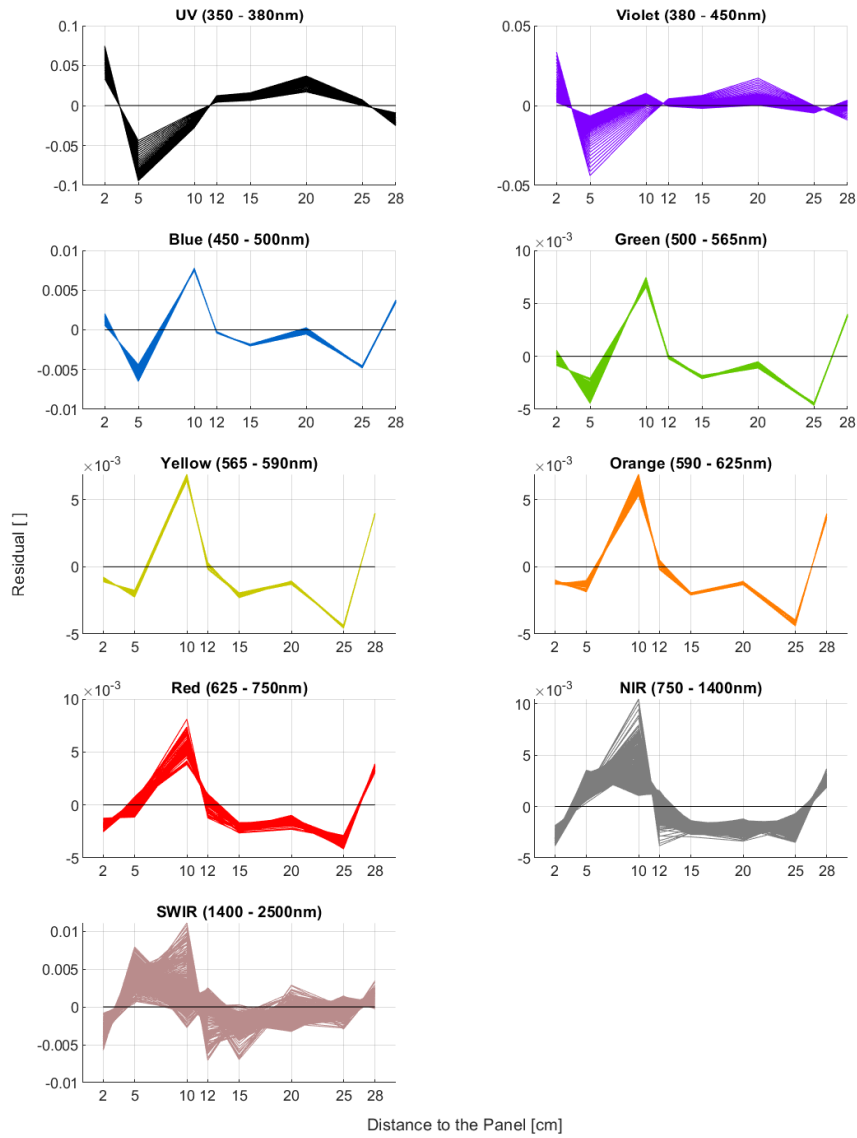 UV (350 - 380nm)
0.1
0.05
0
-0.05
-0.1
2 5 10 12 15 20 25 28
Violet (380 - 450nm)
0.05
0
-0.05
2 5 10 12 15 20 25 28
Blue (450 - 500nm)
0.01
0.005
0
-0.005
-0.01
2 5 10 12 15 20 25 28
Green (500 - 565nm)
×10-3
10
5
0
-5
2 5 10 12 15 20 25 28
Yellow (565 - 590nm)
×10-3
5
0
-5
2 5 10 12 15 20 25 28
Orange (590 - 625nm)
×10-3
5
0
-5
2 5 10 12 15 20 25 28
Residual [ ]
Red (625 - 750nm)
×10-3
10
5
0
-5
2 5 10 12 15 20 25 28
NIR (750 - 1400nm)
×10-3
10
5
0
-5
2 5 10 12 15 20 25 28
SWIR (1400 - 2500nm)
0.01
0.005
0
-0.005
-0.01
2 5 10 12 15 20 25 28
Distance to the Panel [cm]